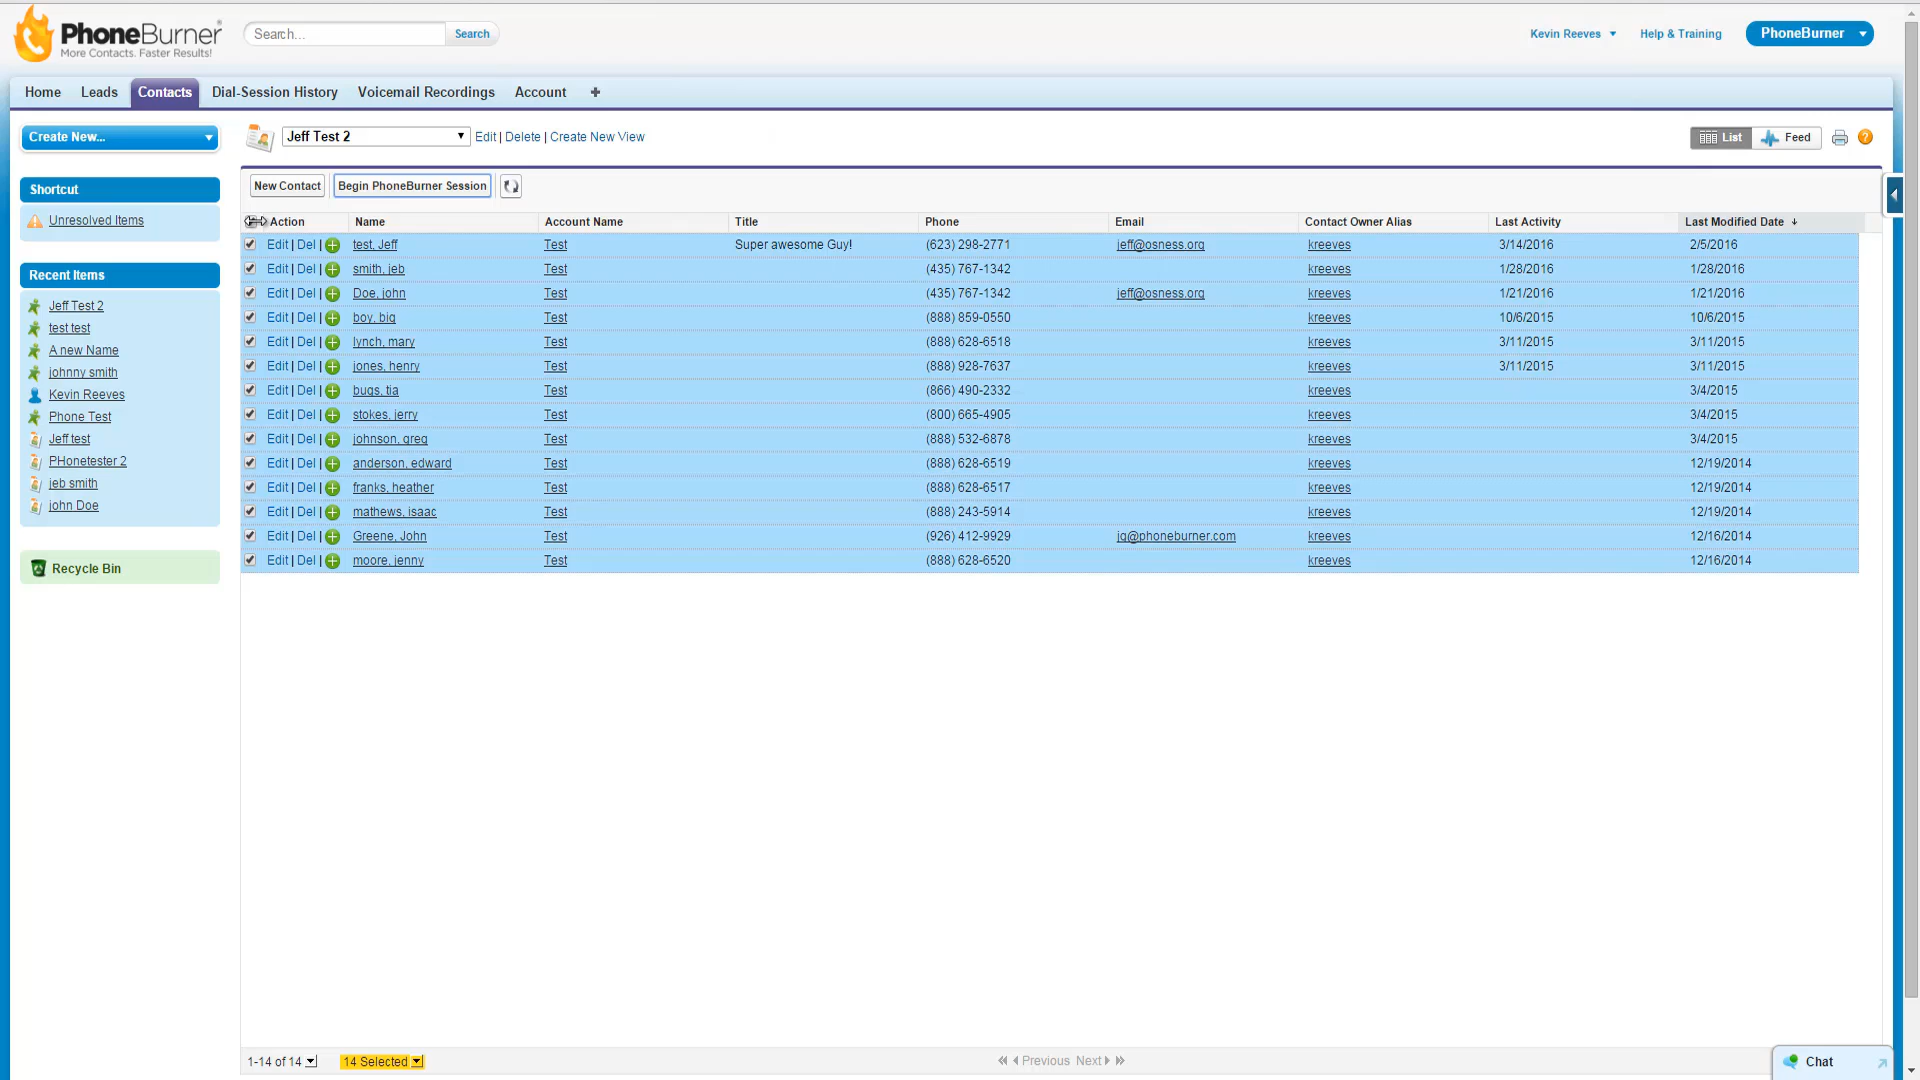 PhoneBurner®
More Contacts. Faster Results!
Search...
Search
Kevin Reeves
Help & Training
PhoneBurner
Home
Leads
Contacts
Dial-Session History
Voicemail Recordings
Account
Create New...
Jeff Test 2
Edit | Delete | Create New View
List
Feed
Shortcut
Unresolved Items
Recent Items
Jeff Test 2
test test
A new Name
johnny smith
Kevin Reeves
Phone Test
Jeff test
PHonetester 2
jeb smith
john Doe
Recycle Bin
New Contact
Begin PhoneBurner Session
Action Name Account Name Title Phone Email Contact Owner Alias Last Activity Last Modified Date
Edit | Del | test, Jeff Test Super awesome Guy! (623) 298-2771 jeff@osness.org kreeves 3/14/2016 2/5/2016
Edit | Del | smith, jeb Test (435) 767-1342 kreeves 1/28/2016 1/28/2016
Edit | Del | Doe, john Test (435) 767-1342 jeff@osness.org kreeves 1/21/2016 1/21/2016
Edit | Del | boy, big Test (888) 859-0550 kreeves 10/6/2015 10/6/2015
Edit | Del | lynch, mary Test (888) 628-6518 kreeves 3/11/2015 3/11/2015
Edit | Del | jones, henry Test (888) 928-7637 kreeves 3/11/2015 3/11/2015
Edit | Del | bugs, tia Test (866) 490-2332 kreeves 3/4/2015
Edit | Del | stokes, jerry Test (800) 665-4905 kreeves 3/4/2015
Edit | Del | johnson, greg Test (888) 532-6878 kreeves 3/4/2015
Edit | Del | anderson, edward Test (888) 628-6519 kreeves 12/19/2014
Edit | Del | franks, heather Test (888) 628-6517 kreeves 12/19/2014
Edit | Del | mathews, isaac Test (888) 243-5914 kreeves 12/19/2014
Edit | Del | Greene, John Test (926) 412-9929 jg@phoneburner.com kreeves 12/16/2014
Edit | Del | moore, jenny Test (888) 628-6520 kreeves 12/16/2014
1-14 of 14
14 Selected
Previous Next
Chat